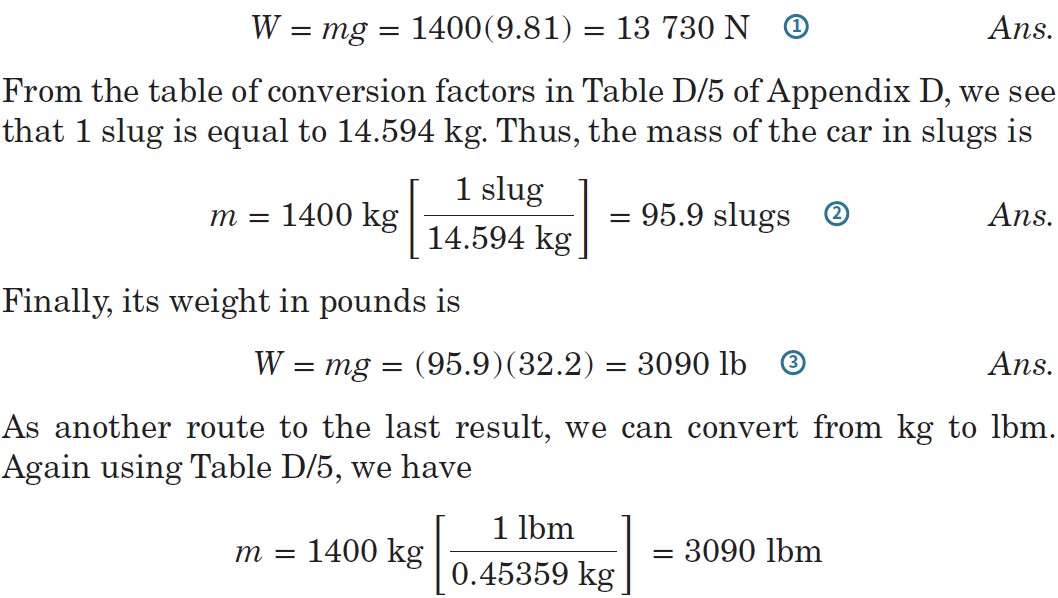 W = mg = 1400(9.81) = 13 730 N ① Ans.
From the table of conversion factors in Table D/5 of Appendix D, we see
that 1 slug is equal to 14.594 kg. Thus, the mass of the car in slugs is
m = 1400 kg [1 slug / 14.594 kg] = 95.9 slugs ② Ans.
Finally, its weight in pounds is
W = mg = (95.9)(32.2) = 3090 lb ③ Ans.
As another route to the last result, we can convert from kg to lbm.
Again using Table D/5, we have
m = 1400 kg [1 lbm / 0.45359 kg] = 3090 lbm